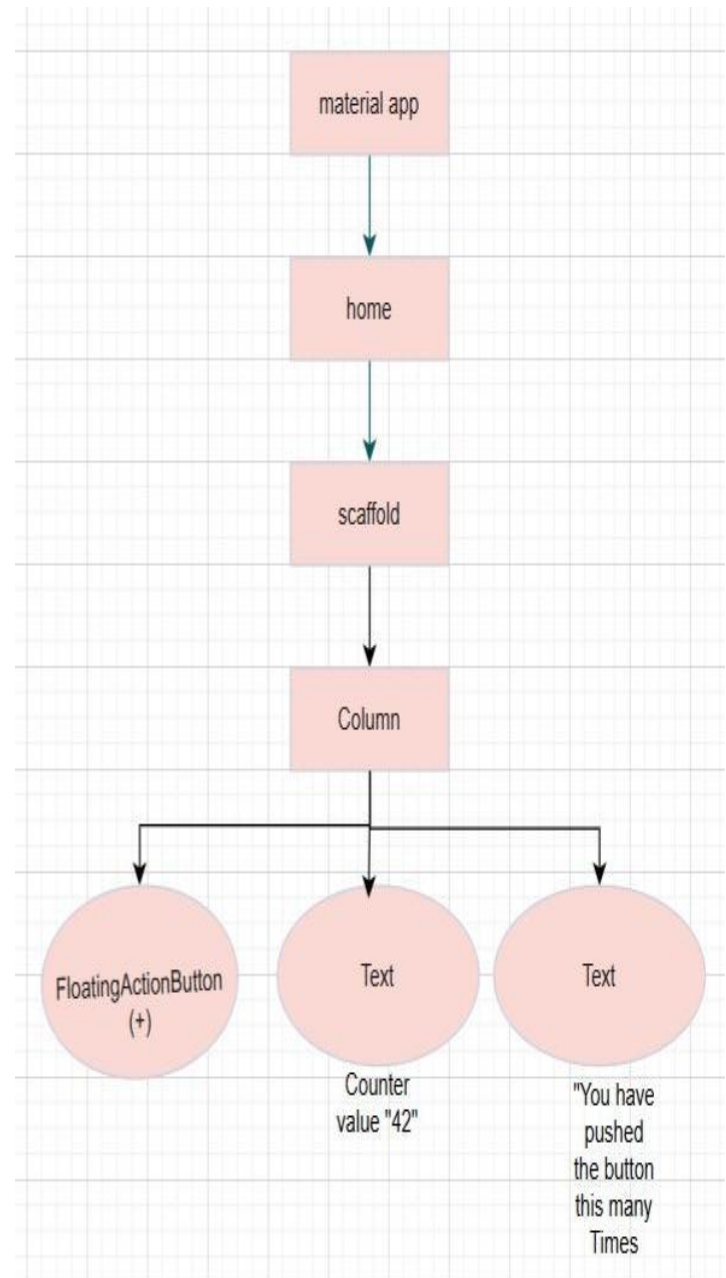 material app
home
scaffold
Column
FloatingActionButton
(+)
Text
Counter
value "42"
Text
"You have
pushed
the button
this many
Times